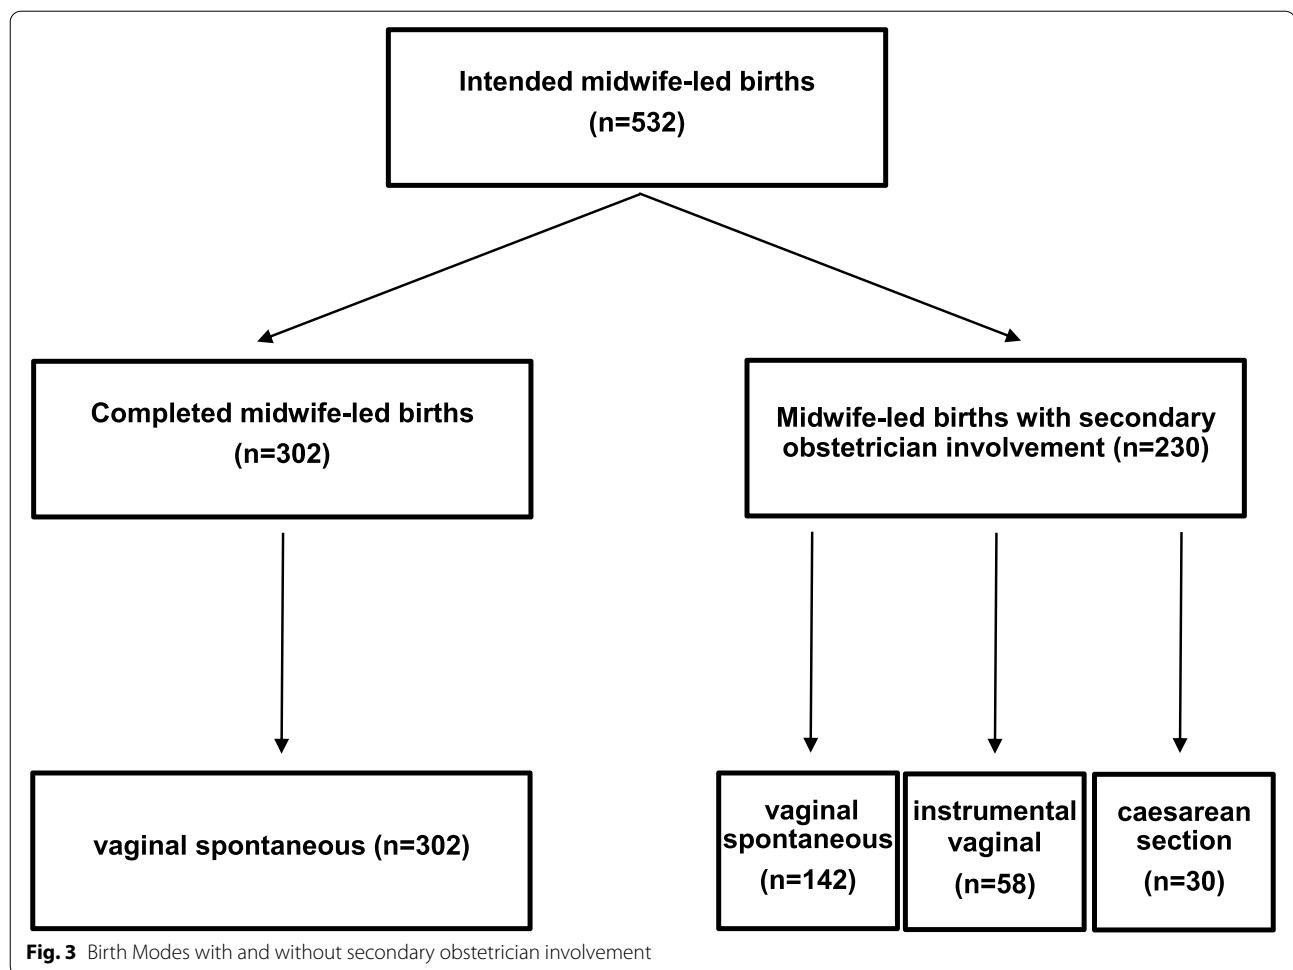 Intended midwife-led births
(n=532)
Completed midwife-led births
(n=302)
Midwife-led births with secondary
obstetrician involvement (n=230)
vaginal spontaneous (n=302)
vaginal
spontaneous
(n=142)
instrumental
vaginal
(n=58)
caesarean
section
(n=30)
Fig. 3 Birth Modes with and without secondary obstetrician involvement